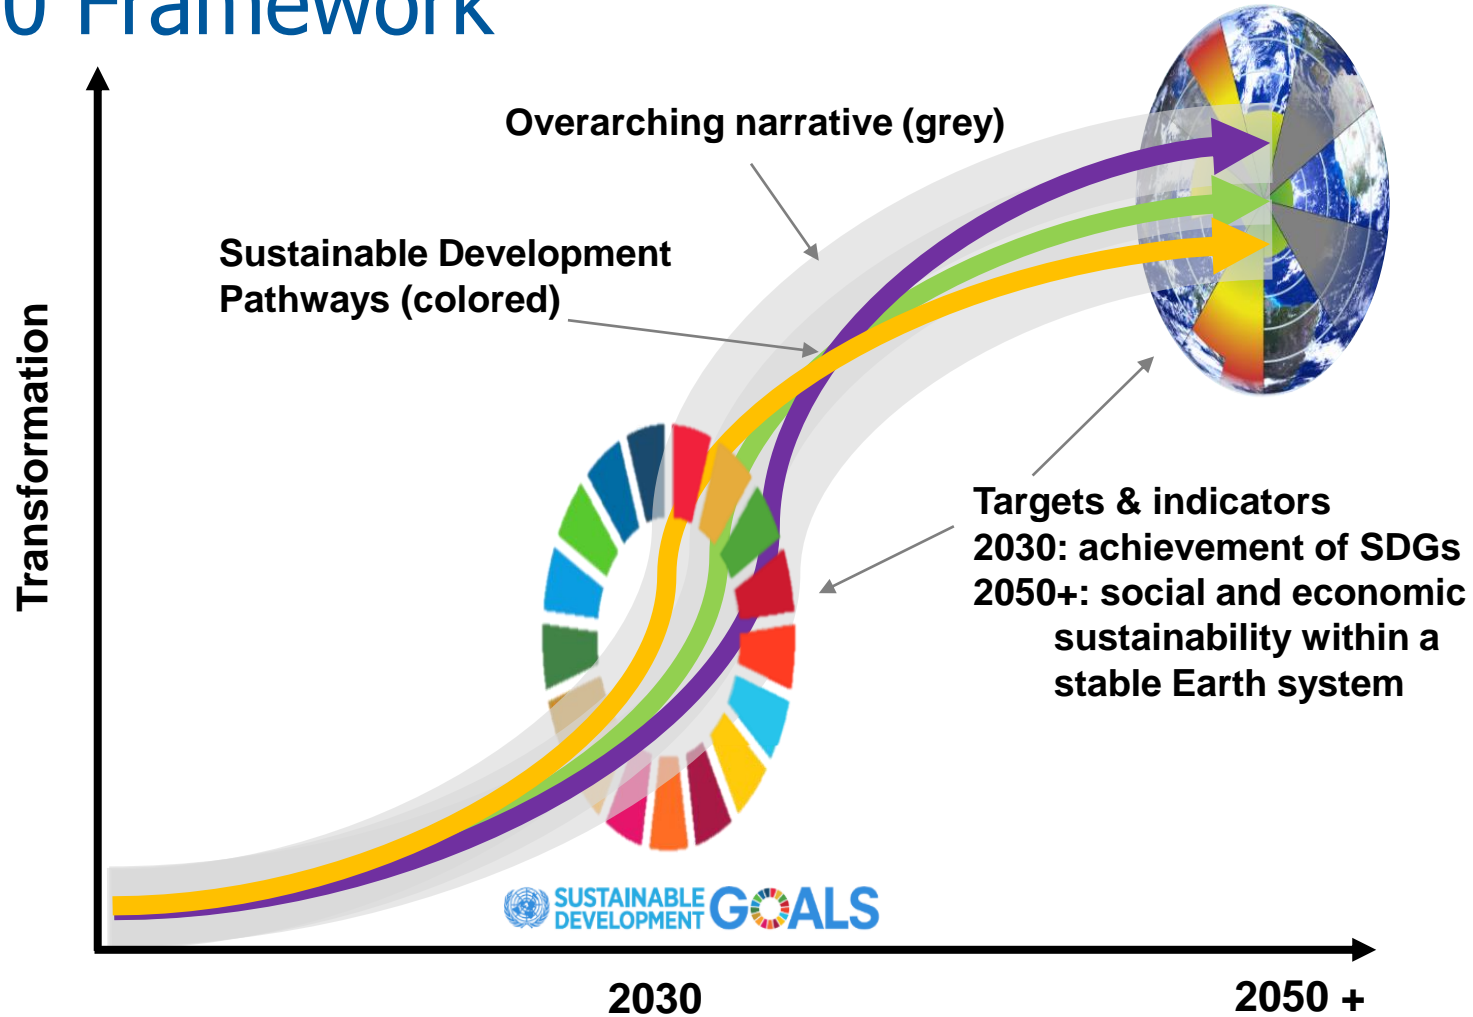 0 Framework
Overarching narrative (grey)
Sustainable Development
Pathways (colored)
Transformation
Targets & indicators
2030: achievement of SDGs
2050+: social and economic
sustainability within a
stable Earth system
SUSTAINABLE
DEVELOPMENT
GOALS
2030
2050 +